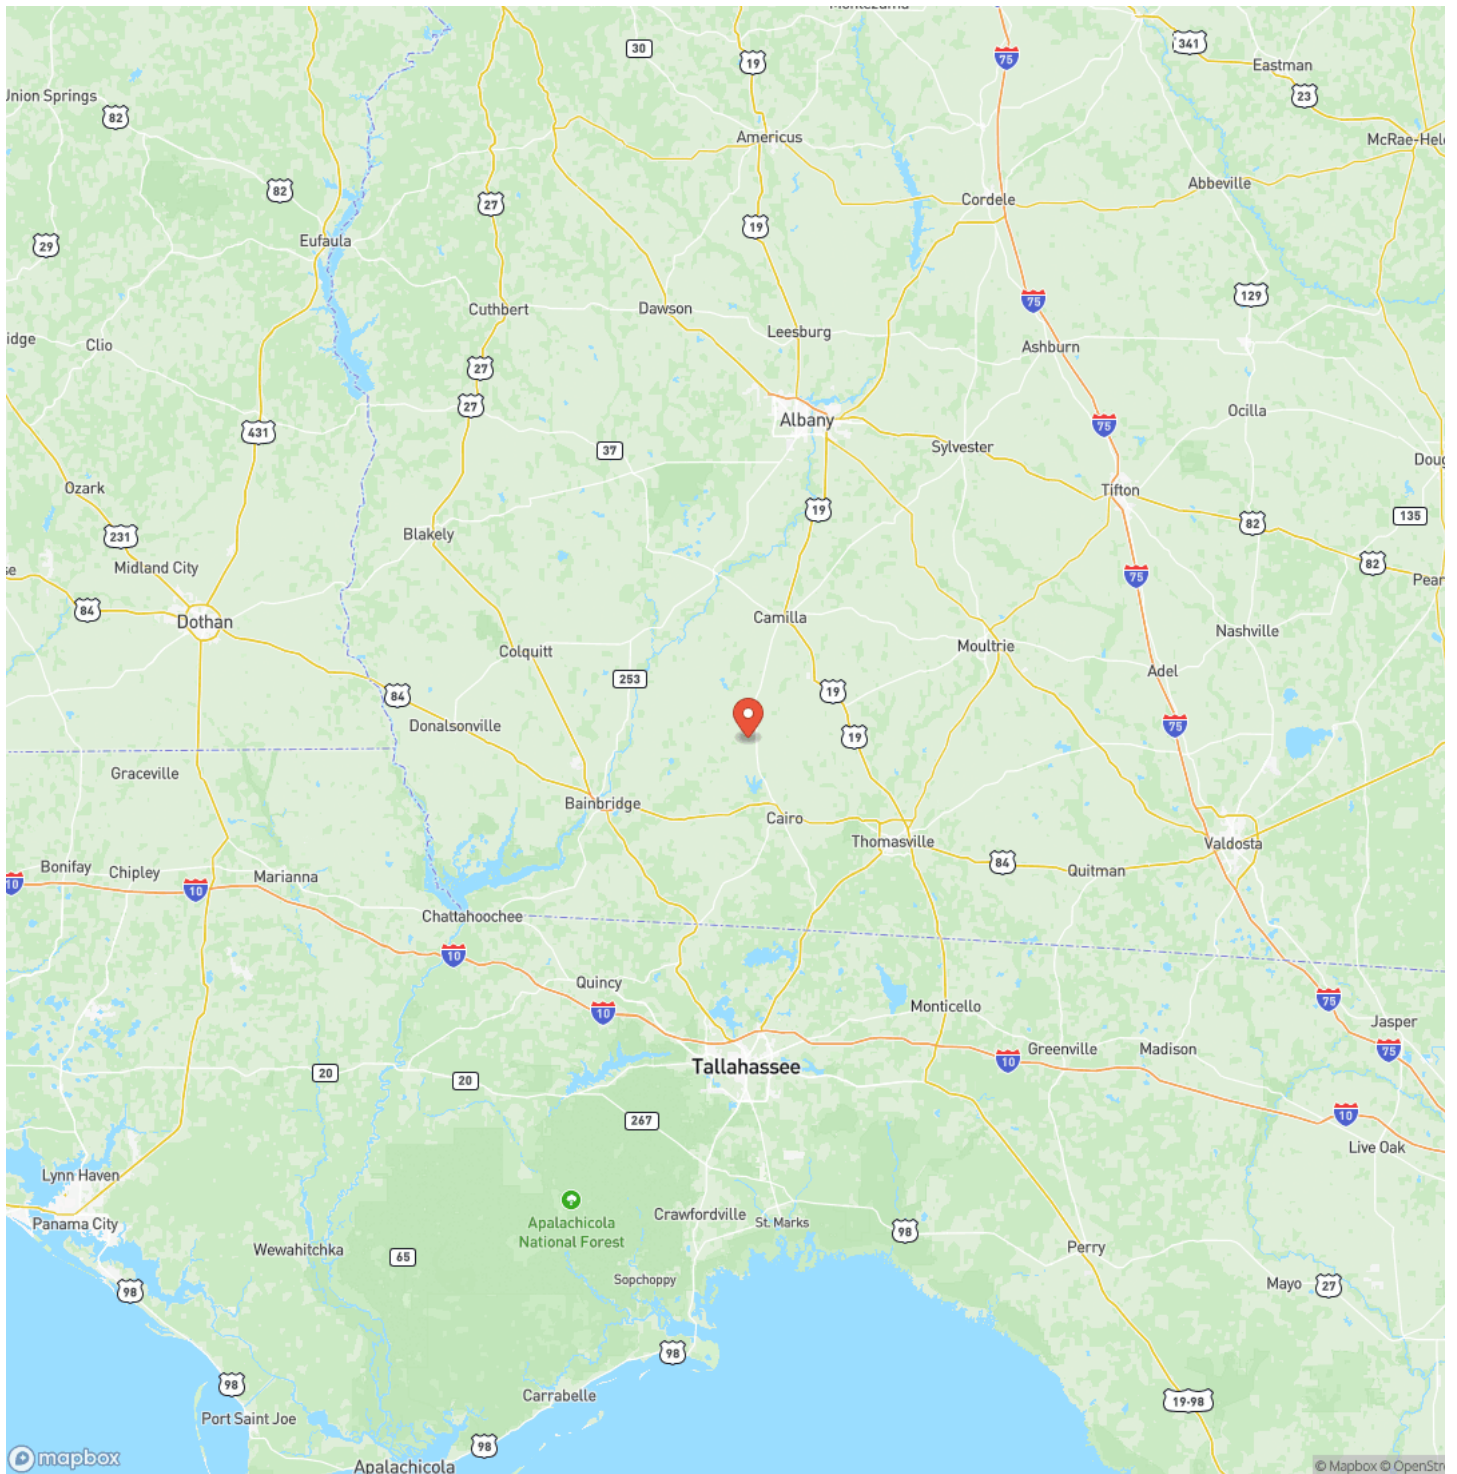 Montezuma
30
19
75
341
Eastman
23
Union Springs
82
Americus
McRae-Hele
82
27
Abbeville
Cordele
19
29
Eufaula
75
129
Cuthbert
Dawson
Leesburg
idge
Clio
Ashburn
27
27
Albany
Ocilla
431
37
75
Sylvester
Doug
Ozark
Tifton
19
82
135
231
Blakely
Midland City
se
75
82
Pear
84
Dothan
Camilla
Nashville
Moultrie
Colquitt
Adel
253
84
19
Donalsonville
75
19
Graceville
Bainbridge
Cairo
Thomasville
Valdosta
84
Quitman
Bonifay
Chipley
Marianna
10
10
Chattahoochee
10
Quincy
Monticello
75
10
Jasper
Greenville
Madison
75
10
Tallahassee
20
20
10
267
Live Oak
Lynn Haven
Panama City
Apalachicola
National Forest
Crawfordville
St. Marks
98
Wewahitchka
65
Perry
Sopchoppy
Mayo
27
98
98
98
Carrabelle
19-98
Port Saint Joe
98
Apalachicola
mapbox
© Mapbox © OpenStre